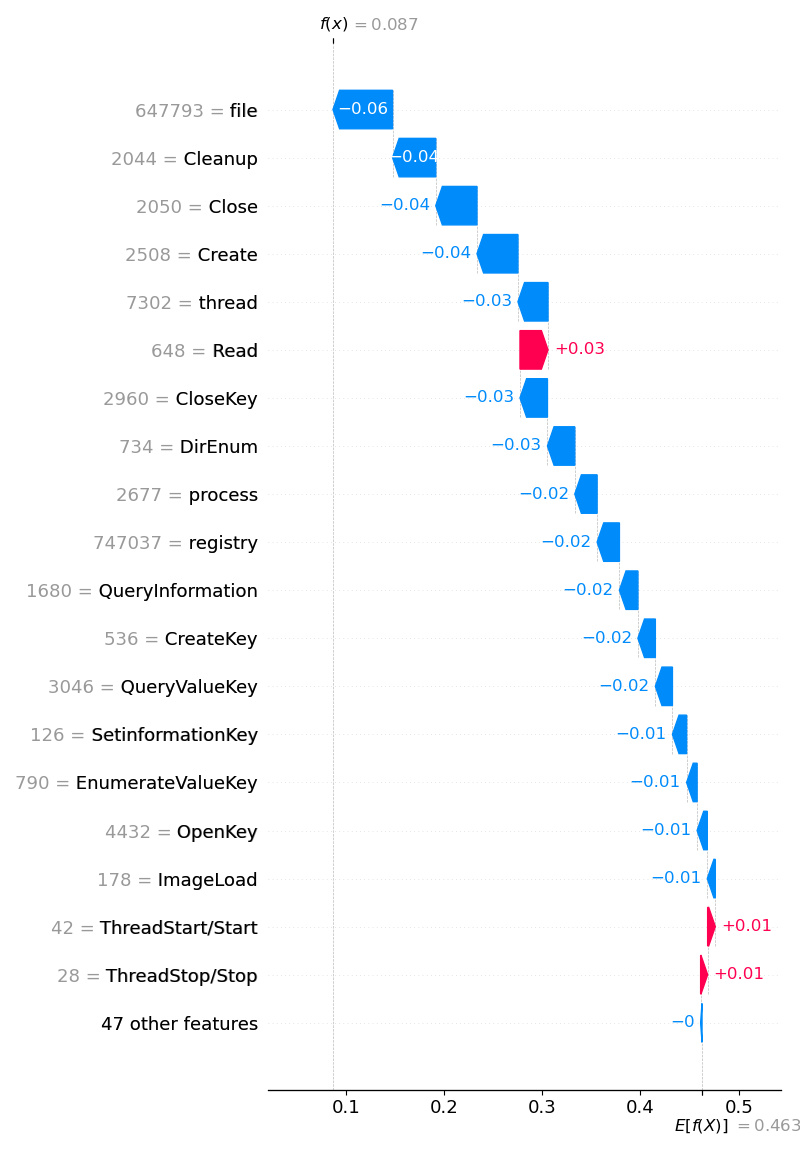 f(x) = 0.087
647793 = file −0.06
2044 = Cleanup −0.04
2050 = Close −0.04
2508 = Create −0.04
7302 = thread −0.03
648 = Read +0.03
2960 = CloseKey −0.03
734 = DirEnum −0.03
2677 = process −0.02
747037 = registry −0.02
1680 = QueryInformation −0.02
536 = CreateKey −0.02
3046 = QueryValueKey −0.02
126 = SetinformationKey −0.01
790 = EnumerateValueKey −0.01
4432 = OpenKey −0.01
178 = ImageLoad −0.01
42 = ThreadStart/Start +0.01
28 = ThreadStop/Stop +0.01
47 other features −0
0.1 0.2 0.3 0.4 0.5
E[f(X)] = 0.463